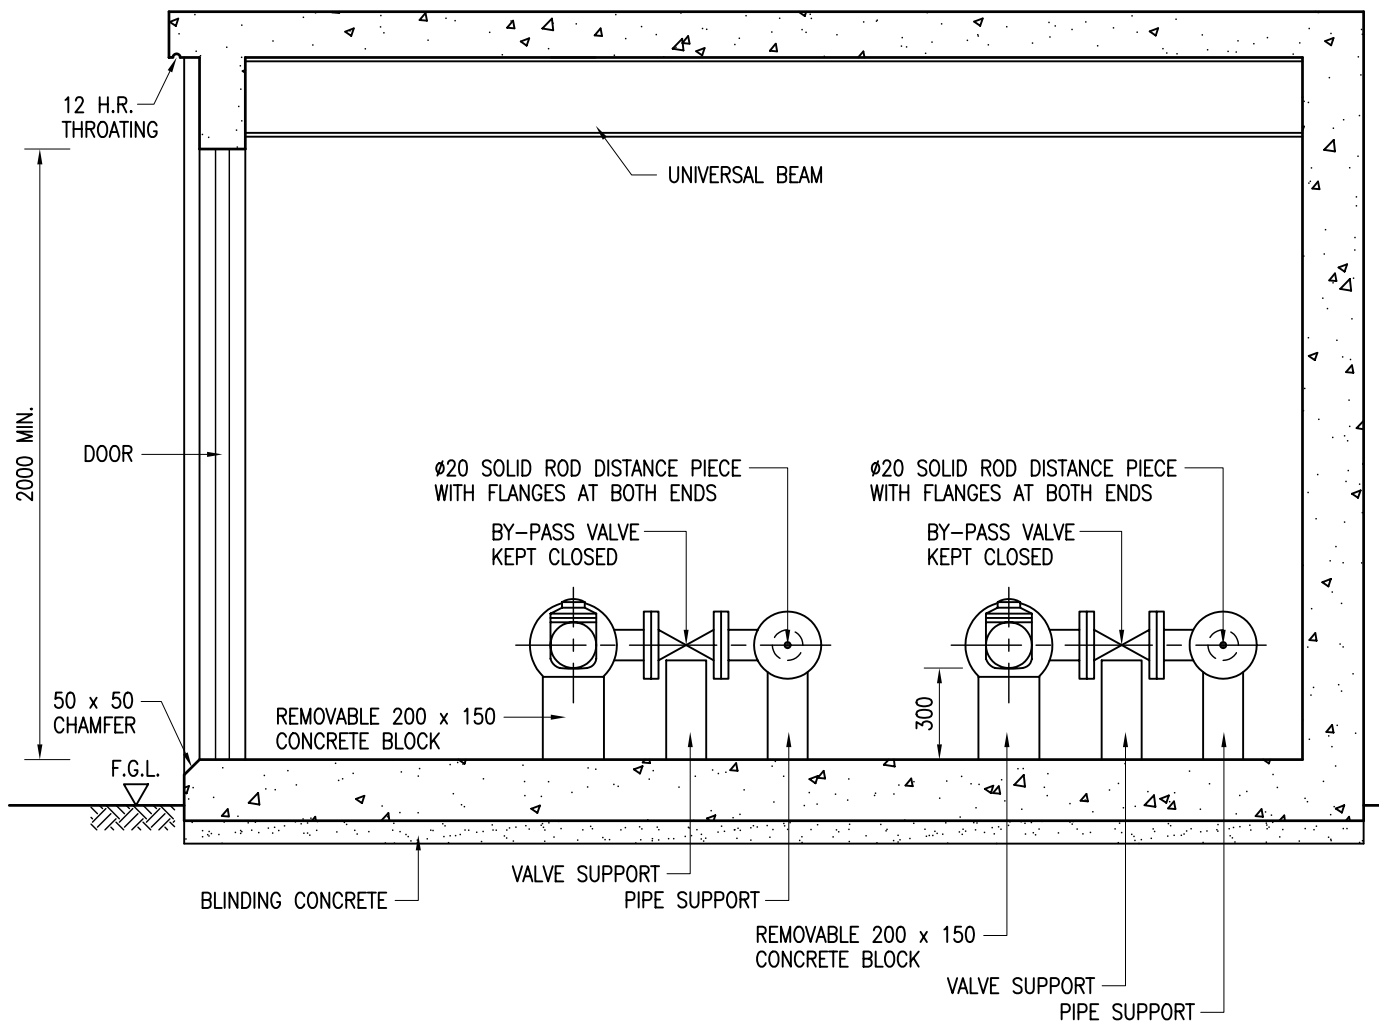 12 H.R.
THROATING
UNIVERSAL BEAM
2000 MIN.
DOOR
ø20 SOLID ROD DISTANCE PIECE
WITH FLANGES AT BOTH ENDS
BY-PASS VALVE
KEPT CLOSED
ø20 SOLID ROD DISTANCE PIECE
WITH FLANGES AT BOTH ENDS
BY-PASS VALVE
KEPT CLOSED
50 x 50
CHAMFER
REMOVABLE 200 x 150
CONCRETE BLOCK
300
F.G.L.
VALVE SUPPORT
PIPE SUPPORT
BLINDING CONCRETE
REMOVABLE 200 x 150
CONCRETE BLOCK
VALVE SUPPORT
PIPE SUPPORT